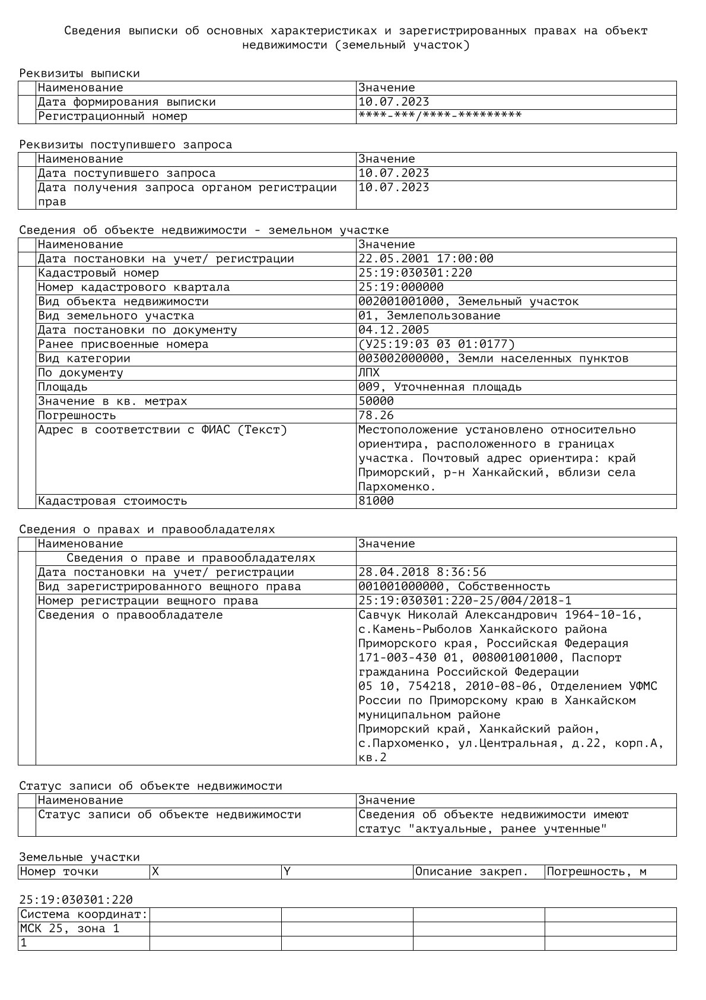 Сведения выписки об основных характеристиках и зарегистрированных правах на объект
недвижимости (земельный участок)
Реквизиты выписки
Наименование Значение
Дата формирования выписки 10.07.2023
Регистрационный номер ****-***/****-*********
Реквизиты поступившего запроса
Наименование Значение
Дата поступившего запроса 10.07.2023
Дата получения запроса органом регистрации 10.07.2023
прав
Сведения об объекте недвижимости - земельном участке
Наименование Значение
Дата постановки на учет/ регистрации 22.05.2001 17:00:00
Кадастровый номер 25:19:030301:220
Номер кадастрового квартала 25:19:000000
Вид объекта недвижимости 002001001000, Земельный участок
Вид земельного участка 01, Землепользование
Дата постановки по документу 04.12.2005
Ранее присвоенные номера (У25:19:03 03 01:0177)
Вид категории 003002000000, Земли населенных пунктов
По документу ЛПХ
Площадь 009, Уточненная площадь
Значение в кв. метрах 50000
Погрешность 78.26
Адрес в соответствии с ФИАС (Текст) Местоположение установлено относительно
ориентира, расположенного в границах
участка. Почтовый адрес ориентира: край
Приморский, р-н Ханкайский, вблизи села
Пархоменко.
Кадастровая стоимость 81000
Сведения о правах и правообладателях
Наименование Значение
Сведения о праве и правообладателях
Дата постановки на учет/ регистрации 28.04.2018 8:36:56
Вид зарегистрированного вещного права 001001000000, Собственность
Номер регистрации вещного права 25:19:030301:220-25/004/2018-1
Сведения о правообладателе Савчук Николай Александрович 1964-10-16,
с.Камень-Рыболов Ханкайского района
Приморского края, Российская Федерация
171-003-430 01, 008001001000, Паспорт
гражданина Российской Федерации
05 10, 754218, 2010-08-06, Отделением УФМС
России по Приморскому краю в Ханкайском
муниципальном районе
Приморский край, Ханкайский район,
с.Пархоменко, ул.Центральная, д.22, корп.А,
кв.2
Статус записи об объекте недвижимости
Наименование Значение
Статус записи об объекте недвижимости Сведения об объекте недвижимости имеют
статус "актуальные, ранее учтенные"
Земельные участки
Номер точки X Y Описание закреп. Погрешность, м
25:19:030301:220
Система координат:
МСК 25, зона 1
1